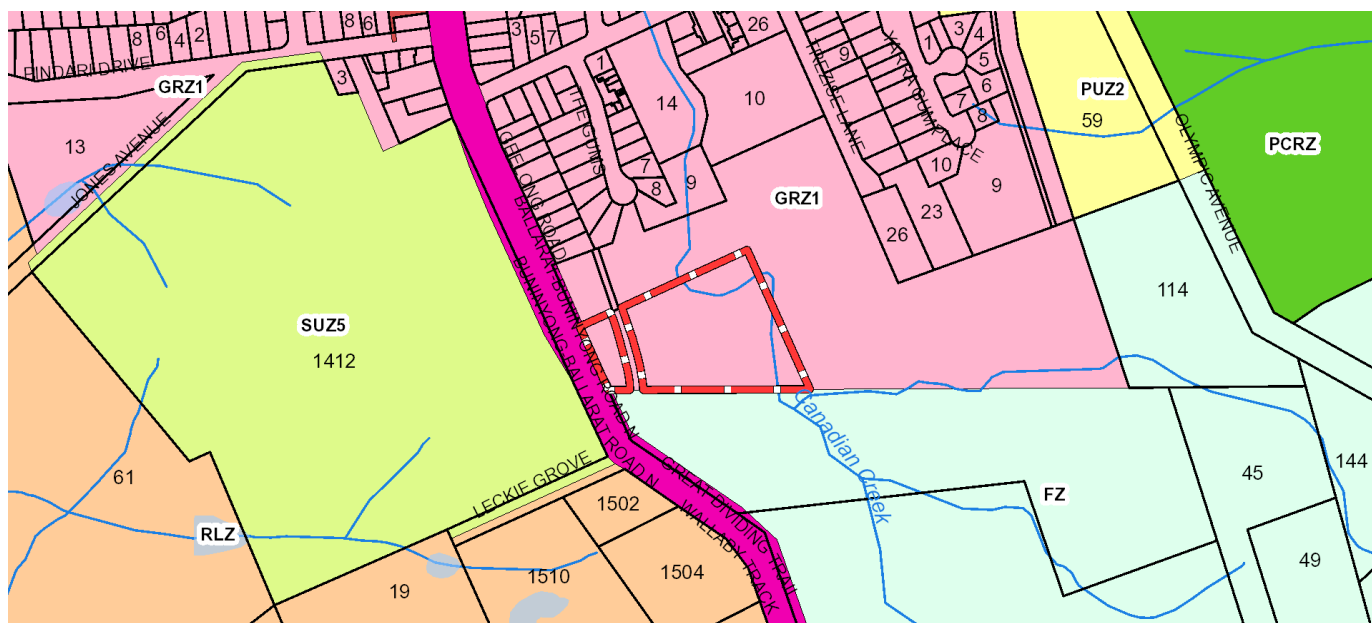 8
6
4
2
8
6
PINDARI DRIVE
GRZ1
3
13
JONES AVENUE
3
5
7
1
THE GUMS
14
10
26
7
8
9
GEELONG ROAD
BALLARAT-BUNINYONG ROAD N
BUNINYONG-BALLARAT ROAD N
TREZISE LANE
9
YARRA GUM PLACE
1
3
4
5
6
7
8
10
9
23
26
GRZ1
PUZ2
59
OLYMPIC AVENUE
PCRZ
114
SUZ5
1412
Canadian Creek
61
RLZ
LECKIE GROVE
1502
19
1510
1504
GREAT DIVIDING TRAIL
WALLABY TRACK
FZ
45
144
49